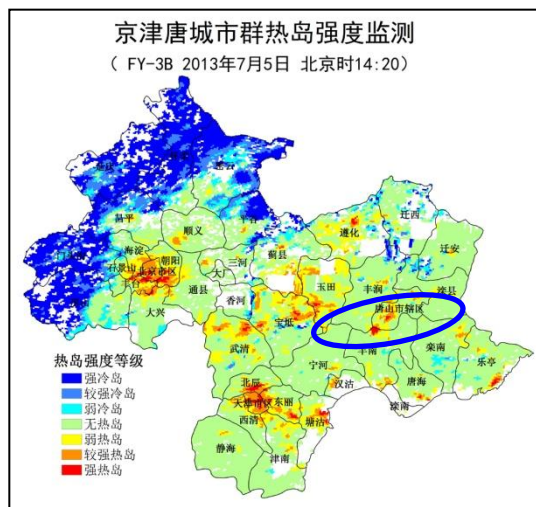 京津唐城市群热岛强度监测
( FY-3B 2013年7月5日 北京时14:20)
密云
平谷
昌平
顺义
海淀
朝阳
石景山
北京市区
丰台
通县
大兴
三河
大厂
香河
蓟县
遵化
迁西
迁安
玉田
丰润
滦县
唐山市辖区
宝坻
武清
宁河
丰南
滦南
乐亭
汉沽
唐海
滦南
北辰
天津市区
东丽
西清
塘沽
静海
津南
热岛强度等级
强冷岛
较强冷岛
弱冷岛
无热岛
弱热岛
较强热岛
强热岛